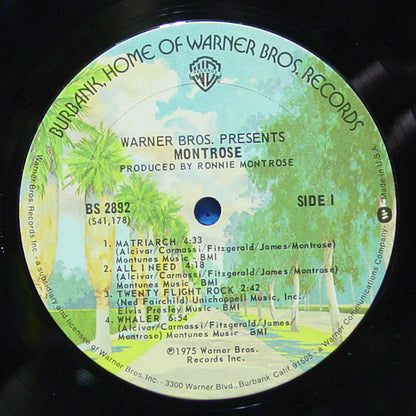 BURBANK, HOME OF WARNER BROS. RECORDS
WARNER BROS. PRESENTS
MONTROSE
PRODUCED BY RONNIE MONTROSE
BS 2892
(S41,178)
SIDE 1
1. MATRIARCH 4:33
(Alcivar/Carmassi/Fitzgerald/James/Montrose)
Montunes Music - BMI
2. ALL I NEED 4:18
(Alcivar/Carmassi/Fitzgerald/James/Montrose)
Montunes Music - BMI
3. TWENTY FLIGHT ROCK 2:42
(Ned Fairchild) Unichoppell Music, Inc.
Elvis Presley Music - BMI
4. WHALER 6:54
(Alcivar/Carmassi/Fitzgerald/James
Montrose) Montunes Music - BMI
℗1975 Warner Bros.
Records Inc.
Warner Bros. Records Inc., a subsidiary and licensee of Warner Bros. Inc. · 3300 Warner Blvd., Burbank, Calif. 91505 · a Warner Communications Company · Made in U.S.A.